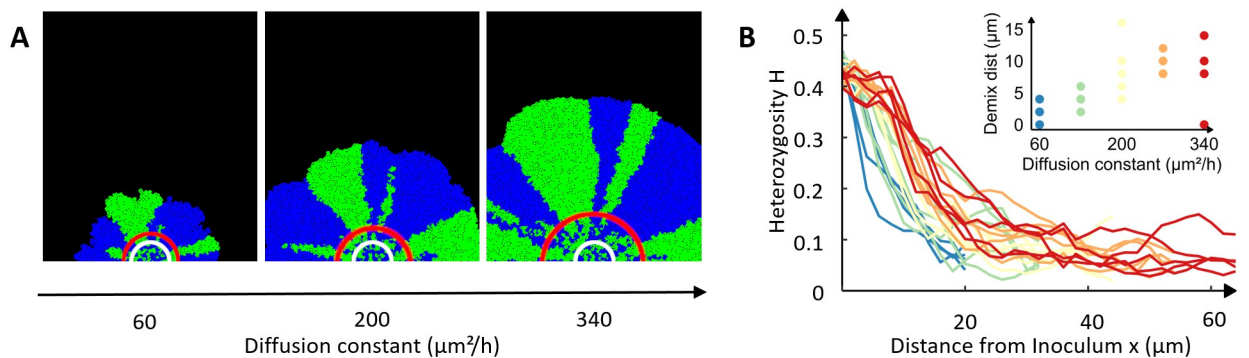 A
60
200
340
Diffusion constant (µm²/h)
B
Heterozygosity H
0.5
0.4
0.3
0.2
0.1
0
20
40
60
Distance from Inoculum x (µm)
Demix dist (µm)
15
10
5
0
60
200
340
Diffusion constant (µm²/h)